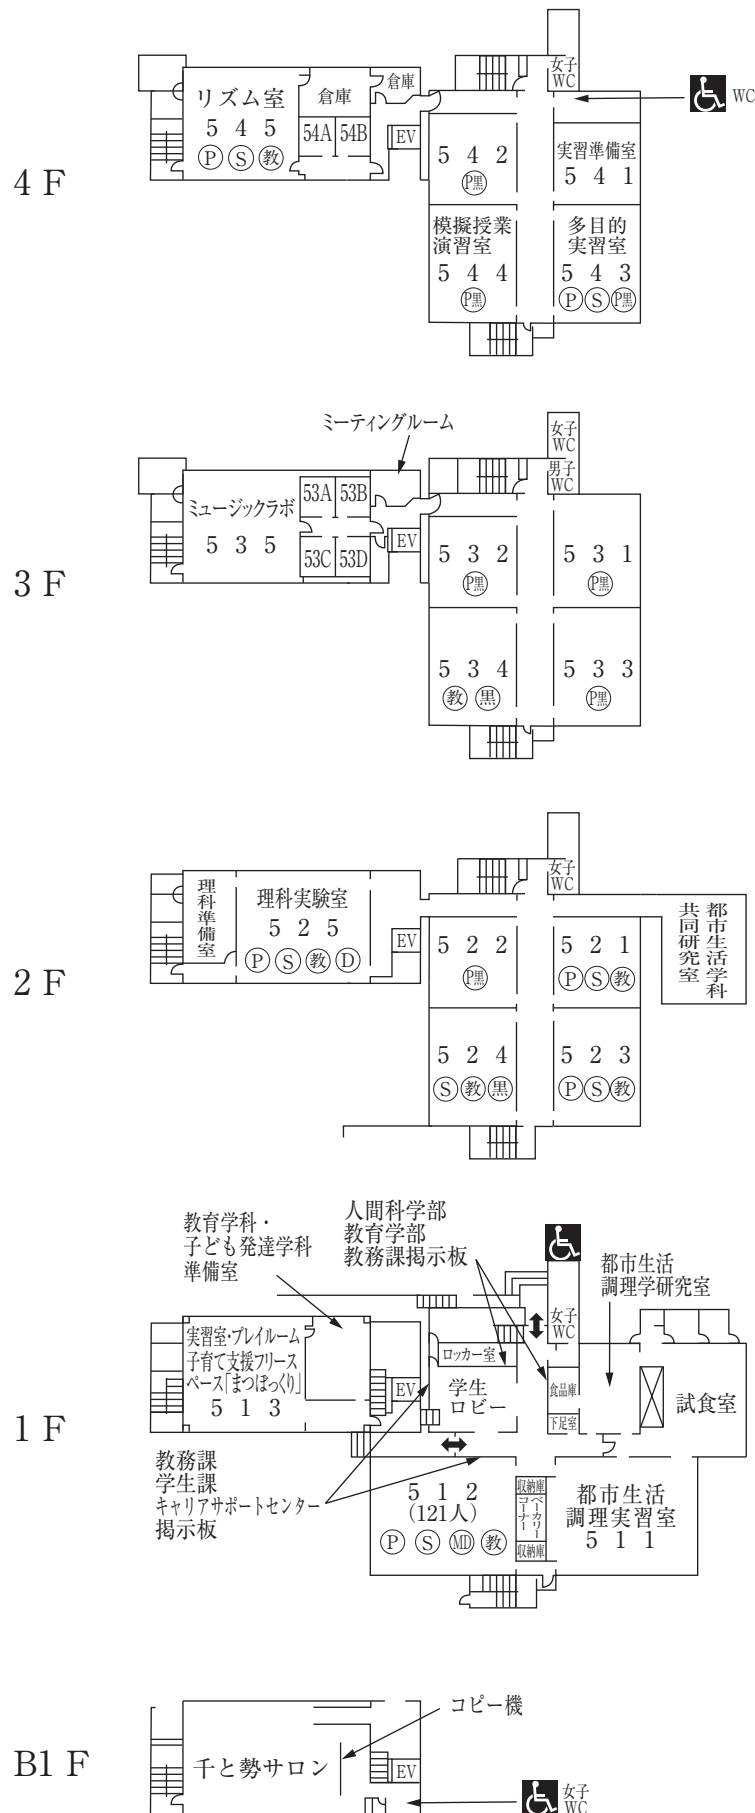 4 F
女子
WC
WC
リズム室
5 4 5
P S 教
倉庫
倉庫
54A 54B
EV
5 4 2
P黒
実習準備室
5 4 1
模擬授業
演習室
5 4 4
P黒
多目的
実習室
5 4 3
P S P黒
3 F
ミーティングルーム
女子
WC
男子
WC
ミュージックラボ
5 3 5
53A 53B
53C 53D
EV
5 3 2
P黒
5 3 1
P黒
5 3 4
教 黒
5 3 3
P黒
2 F
女子
WC
理科準備室
理科実験室
5 2 5
P S 教 D
EV
5 2 2
P黒
5 2 1
P S 教
都市生活学科
共同研究室
5 2 4
S 教 黒
5 2 3
P S 教
1 F
教育学科・
子ども発達学科
準備室
人間科学部
教育学部
教務課掲示板
都市生活
調理学研究室
女子
WC
実習室・プレイルーム
子育て支援フリース
ペース「まつぼっくり」
5 1 3
EV
ロッカー室
学生
ロビー
食品庫
下足室
試食室
教務課
学生課
キャリアサポートセンター
掲示板
5 1 2
(121人)
P S MD 教
収納庫
ベーカリー
コーナー
収納庫
都市生活
調理実習室
5 1 1
B1 F
コピー機
千と勢サロン
EV
女子
WC